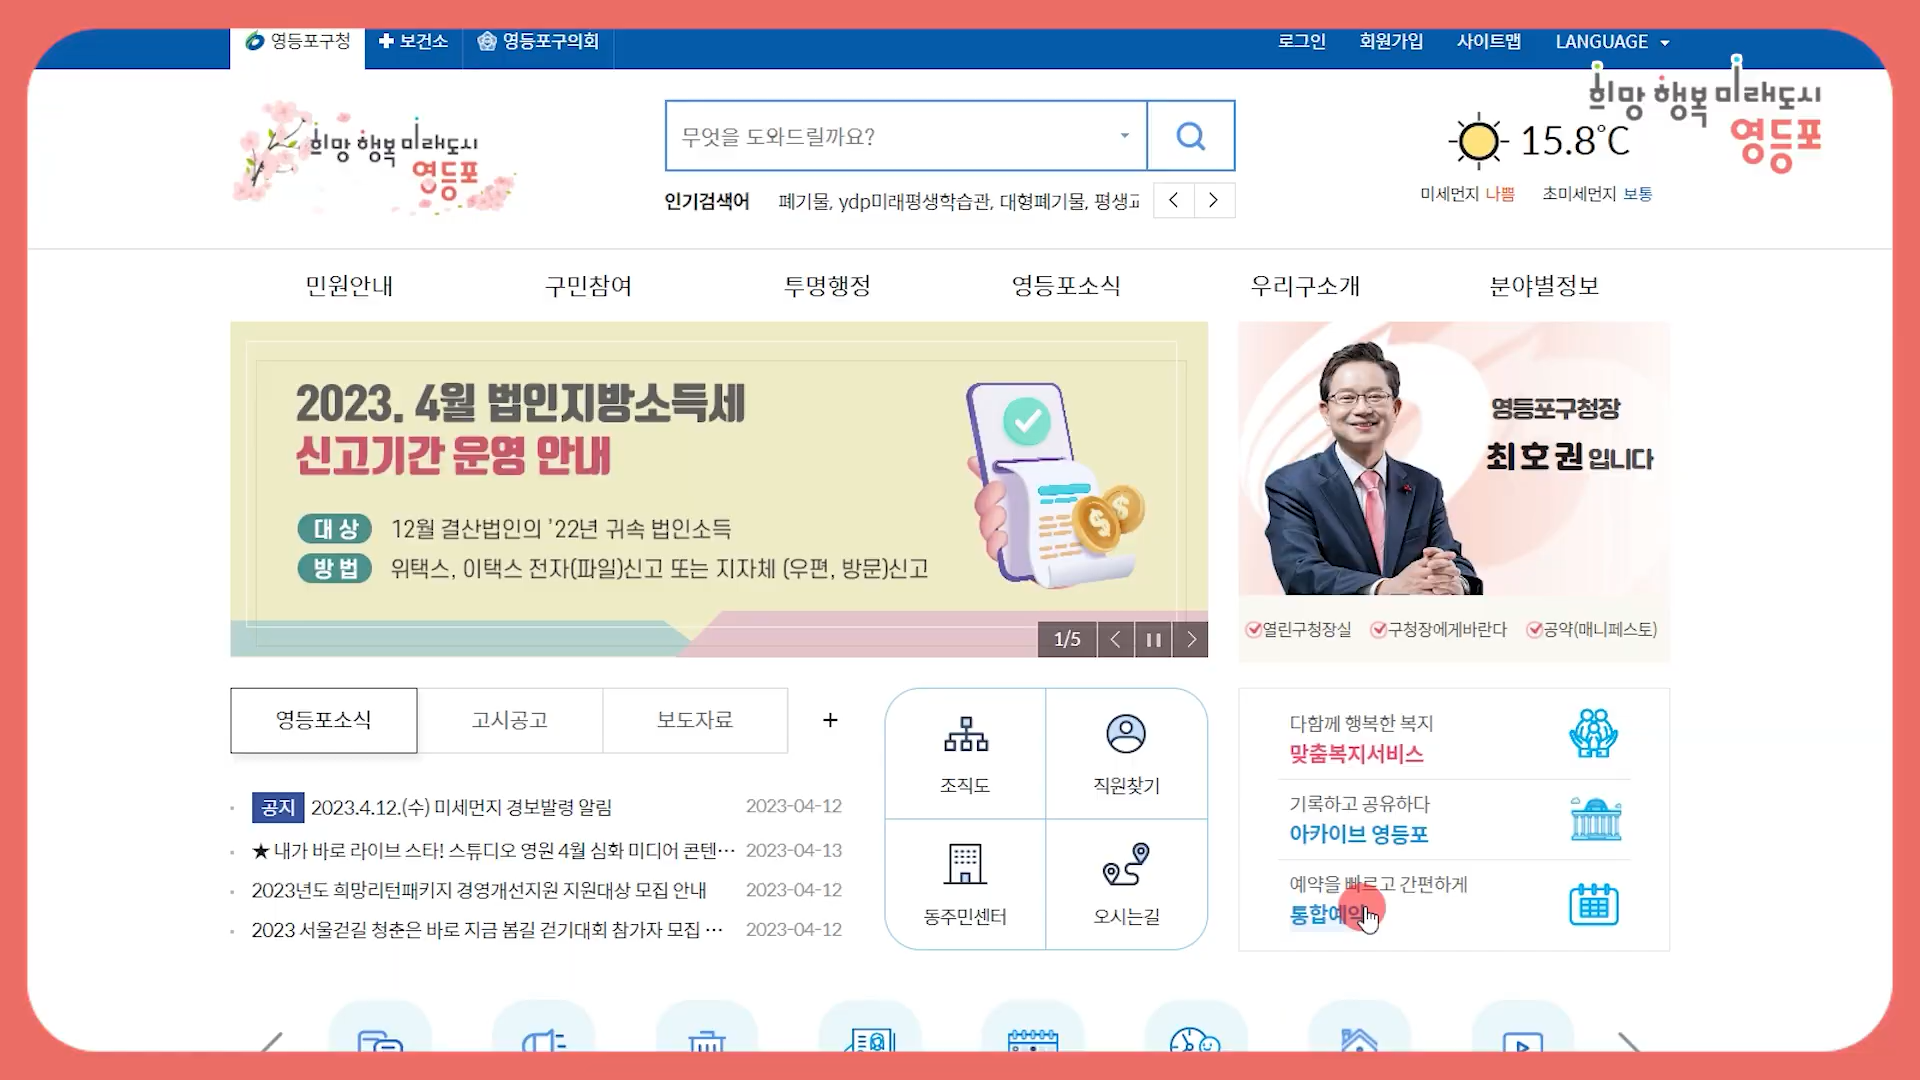 영등포구청
보건소
영등포구의회
로그인
회원가입
사이트맵
LANGUAGE
희망 행복 미래도시
영등포
무엇을 도와드릴까요?
인기검색어
폐기물, ydp미래평생학습관, 대형폐기물, 평생교
15.8℃
미세먼지 나쁨
초미세먼지 보통
희망 행복 미래도시
영등포
민원안내
구민참여
투명행정
영등포소식
우리구소개
분야별정보
2023. 4월 법인지방소득세
신고기간 운영 안내
대 상 12월 결산법인의 '22년 귀속 법인소득
방 법 위택스, 이택스 전자(파일)신고 또는 지자체 (우편, 방문)신고
1/5
영등포구청장
최호권입니다
열린구청장실
구청장에게바란다
공약(매니페스토)
영등포소식
고시공고
보도자료
+
공지 2023.4.12.(수) 미세먼지 경보발령 알림 2023-04-12
★ 내가 바로 라이브 스타! 스튜디오 영원 4월 심화 미디어 콘텐… 2023-04-13
2023년도 희망리턴패키지 경영개선지원 지원대상 모집 안내 2023-04-12
2023 서울걷길 청춘은 바로 지금 봄길 걷기대회 참가자 모집 … 2023-04-12
조직도
직원찾기
동주민센터
오시는길
다함께 행복한 복지
맞춤복지서비스
기록하고 공유하다
아카이브 영등포
예약을 빠르고 간편하게
통합예약